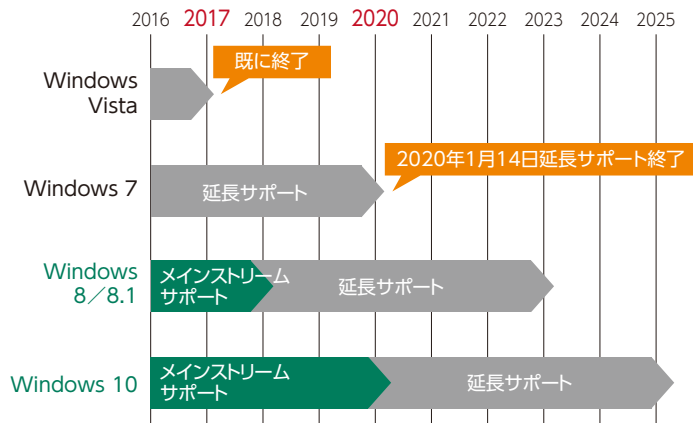 2016 2017 2018 2019 2020 2021 2022 2023 2024 2025
既に終了
Windows
Vista
2020年1月14日延長サポート終了
Windows 7
延長サポート
Windows
8／8.1
メインストリーム
サポート
延長サポート
Windows 10
メインストリーム
サポート
延長サポート